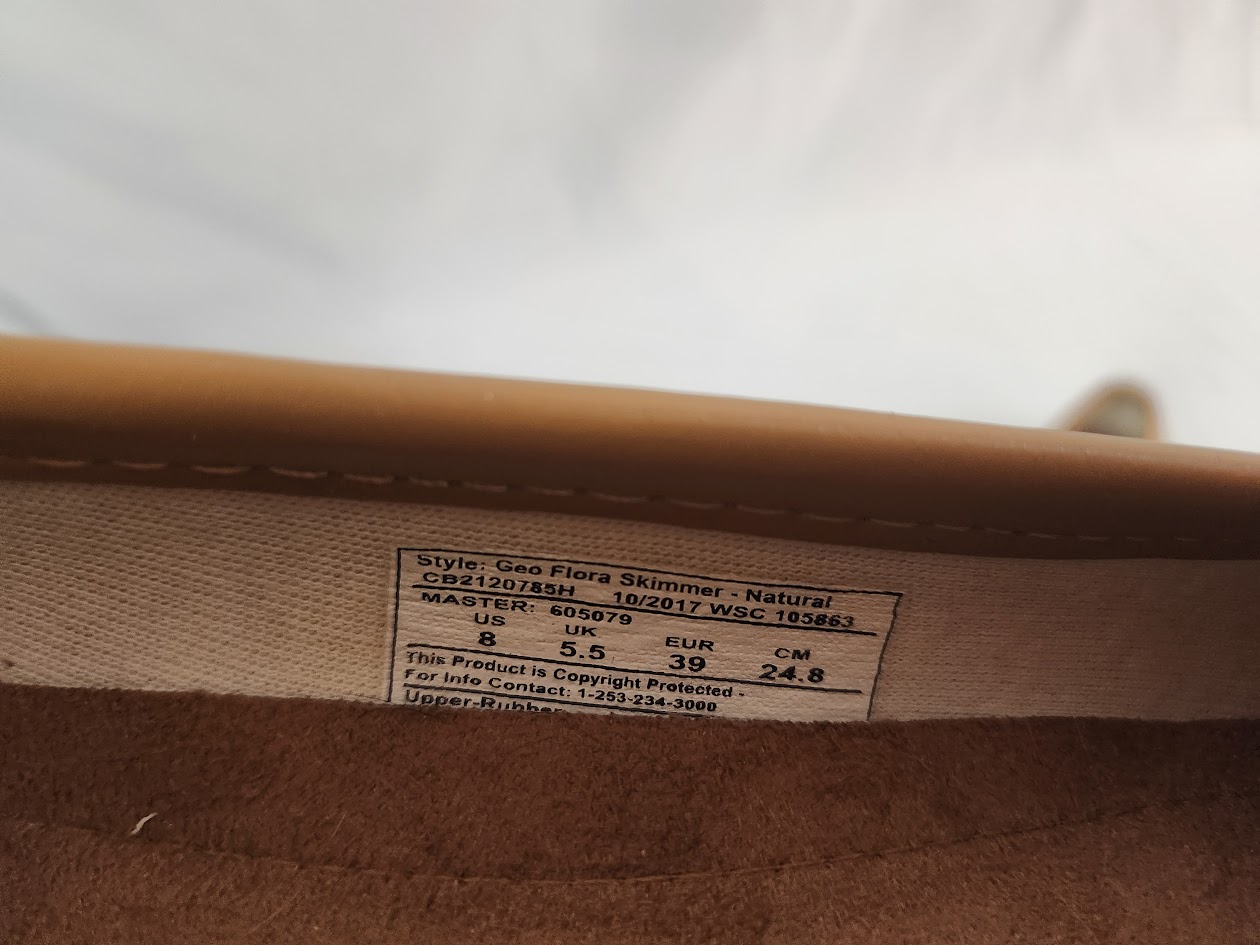 Style: Geo Flora Skimmer - Natural
CB2120785H 10/2017 WSC 105863
MASTER: 605079
US UK EUR CM
8 5.5 39 24.8
This Product is Copyright Protected -
For Info Contact: 1-253-234-3000
Upper-Rubber